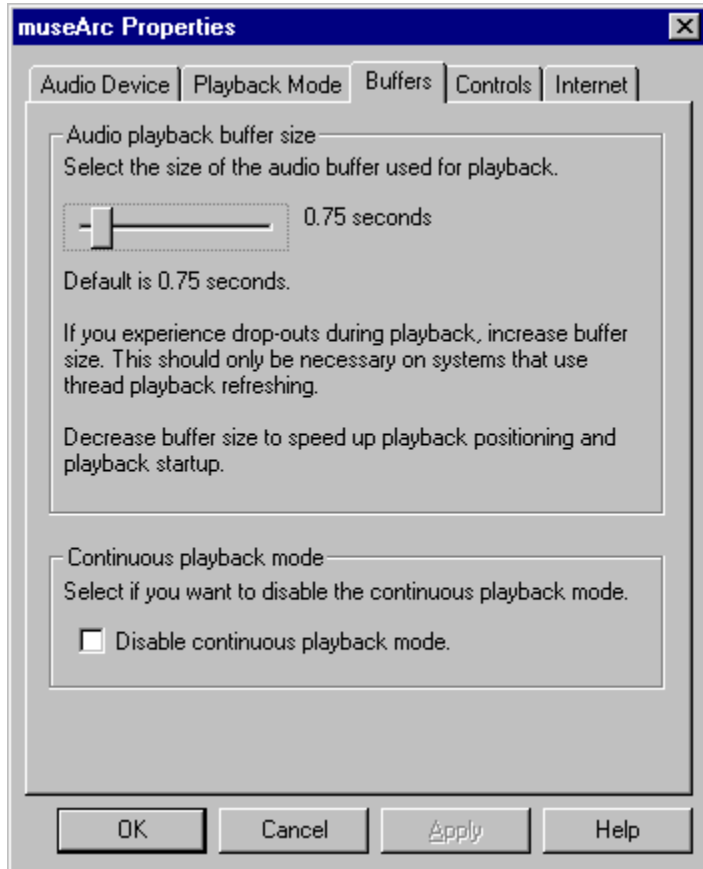 museArc Properties
Audio Device
Playback Mode
Buffers
Controls
Internet
Audio playback buffer size
Select the size of the audio buffer used for playback.
0.75 seconds
Default is 0.75 seconds.
If you experience drop-outs during playback, increase buffer
size. This should only be necessary on systems that use
thread playback refreshing.
Decrease buffer size to speed up playback positioning and
playback startup.
Continuous playback mode
Select if you want to disable the continuous playback mode.
Disable continuous playback mode.
OK
Cancel
Apply
Help